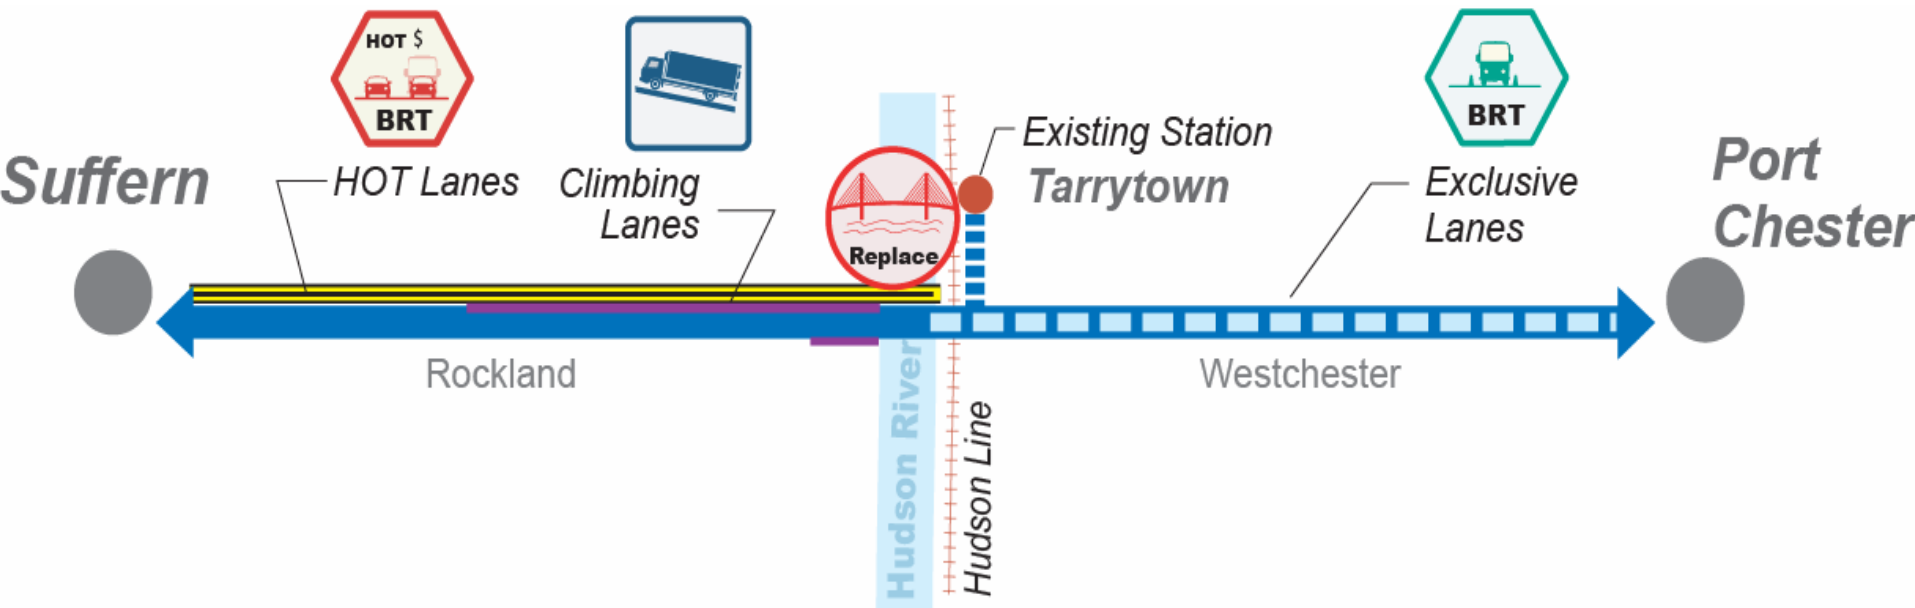 HOT $
BRT
BRT
Existing Station
Tarrytown
Suffern
HOT Lanes
Climbing
Lanes
Exclusive
Lanes
Port
Chester
Replace
Rockland
Westchester
Hudson River
Hudson Line